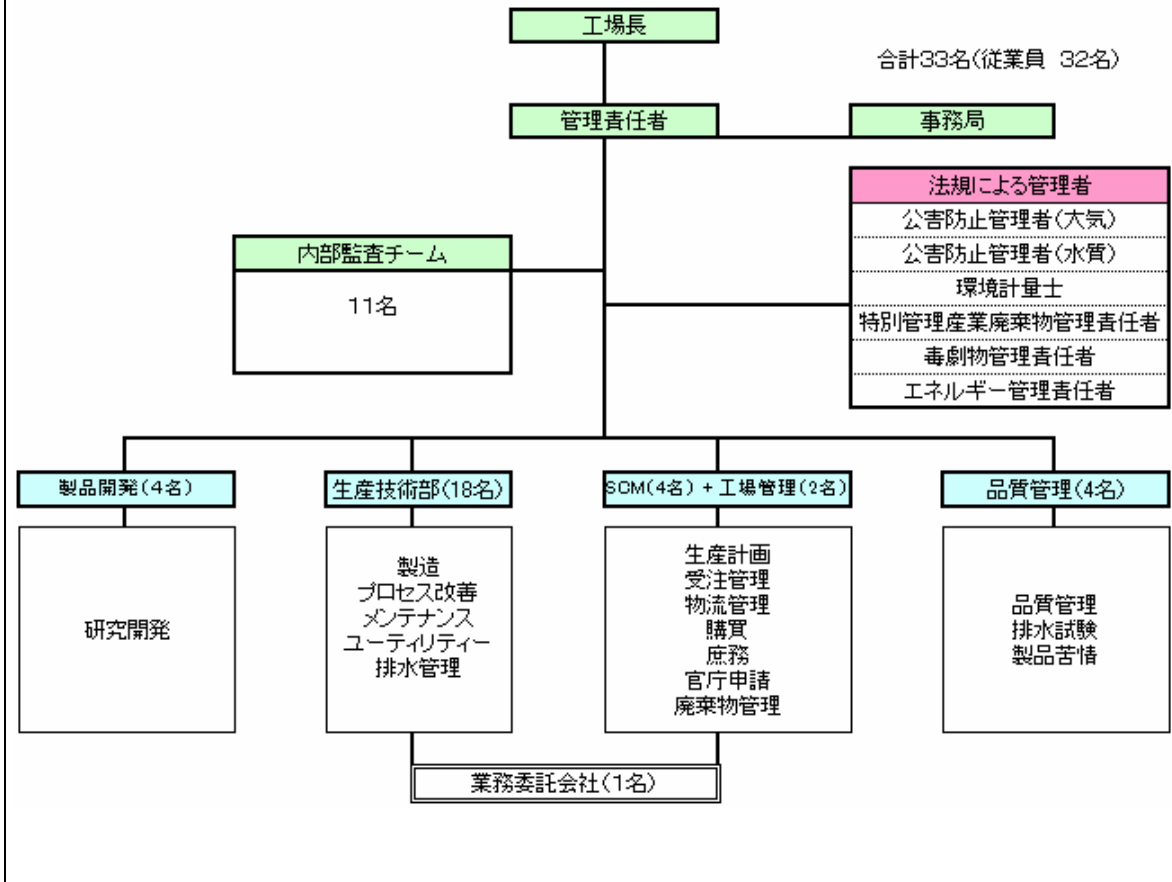 工場長
合計33名(従業員 32名)
管理責任者
事務局
法規による管理者
公害防止管理者(大気)
公害防止管理者(水質)
環境計量士
特別管理産業廃棄物管理責任者
毒劇物管理責任者
エネルギー管理責任者
内部監査チーム
11名
製品開発(4名)
生産技術部(18名)
SCM(4名) + 工場管理(2名)
品質管理(4名)
研究開発
製造
プロセス改善
メンテナンス
ユーティリティー
排水管理
生産計画
受注管理
物流管理
購買
庶務
官庁申請
廃棄物管理
品質管理
排水試験
製品苦情
業務委託会社(1名)